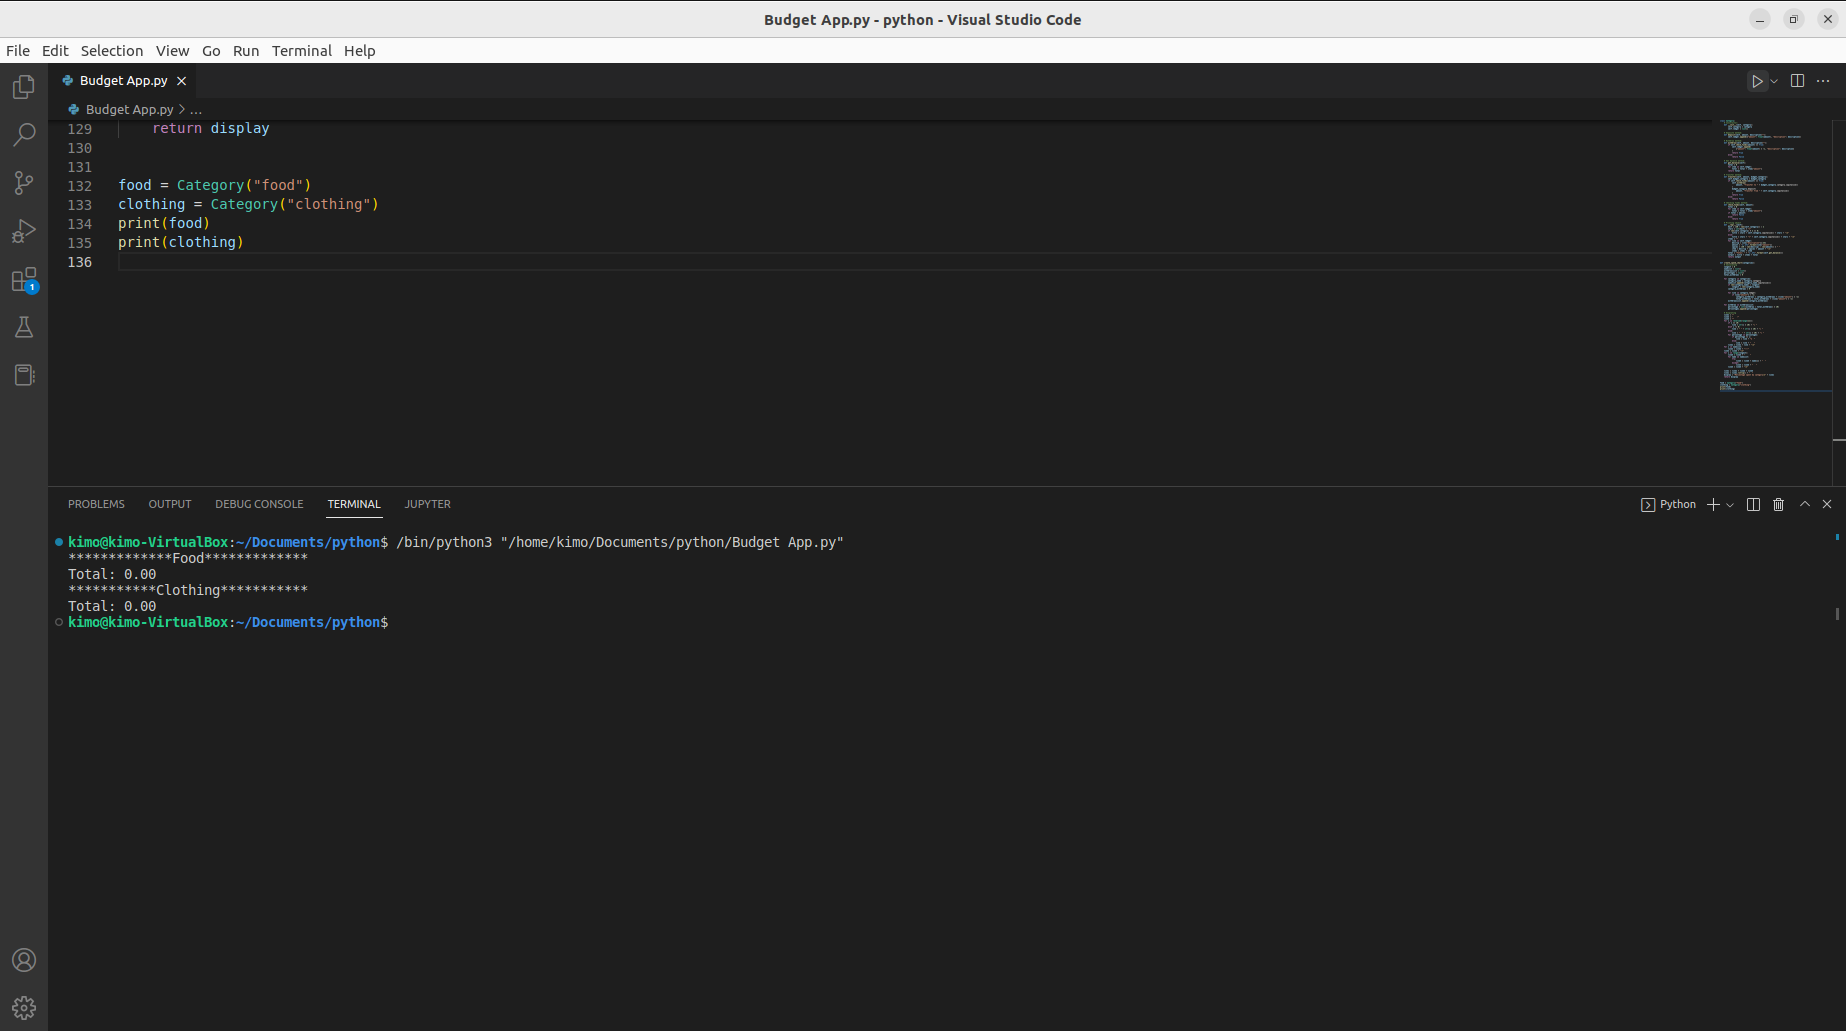 Budget App.py - python - Visual Studio Code
File Edit Selection View Go Run Terminal Help
Budget App.py
Budget App.py > ...
129 return display
130
131
132 food = Category("food")
133 clothing = Category("clothing")
134 print(food)
135 print(clothing)
136
1
PROBLEMS OUTPUT DEBUG CONSOLE TERMINAL JUPYTER
Python
kimo@kimo-VirtualBox:~/Documents/python$ /bin/python3 "/home/kimo/Documents/python/Budget App.py"
*************Food*************
Total: 0.00
***********Clothing***********
Total: 0.00
kimo@kimo-VirtualBox:~/Documents/python$